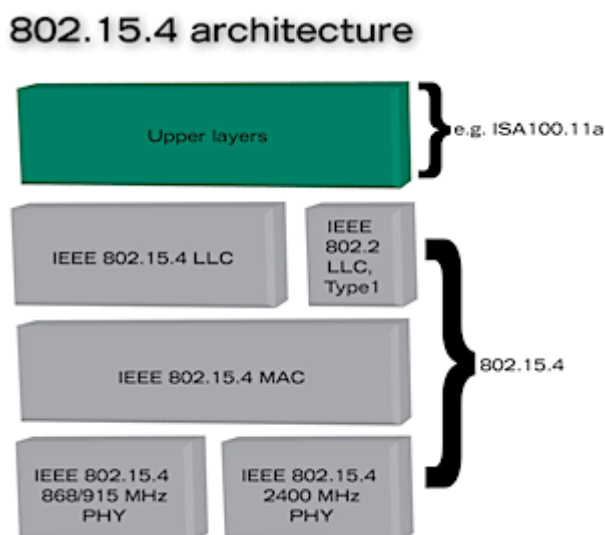 802.15.4 architecture
Upper layers
e.g. ISA100.11a
IEEE 802.15.4 LLC
IEEE
802.2
LLC,
Type1
IEEE 802.15.4 MAC
802.15.4
IEEE 802.15.4
868/915 MHz
PHY
IEEE 802.15.4
2400 MHz
PHY